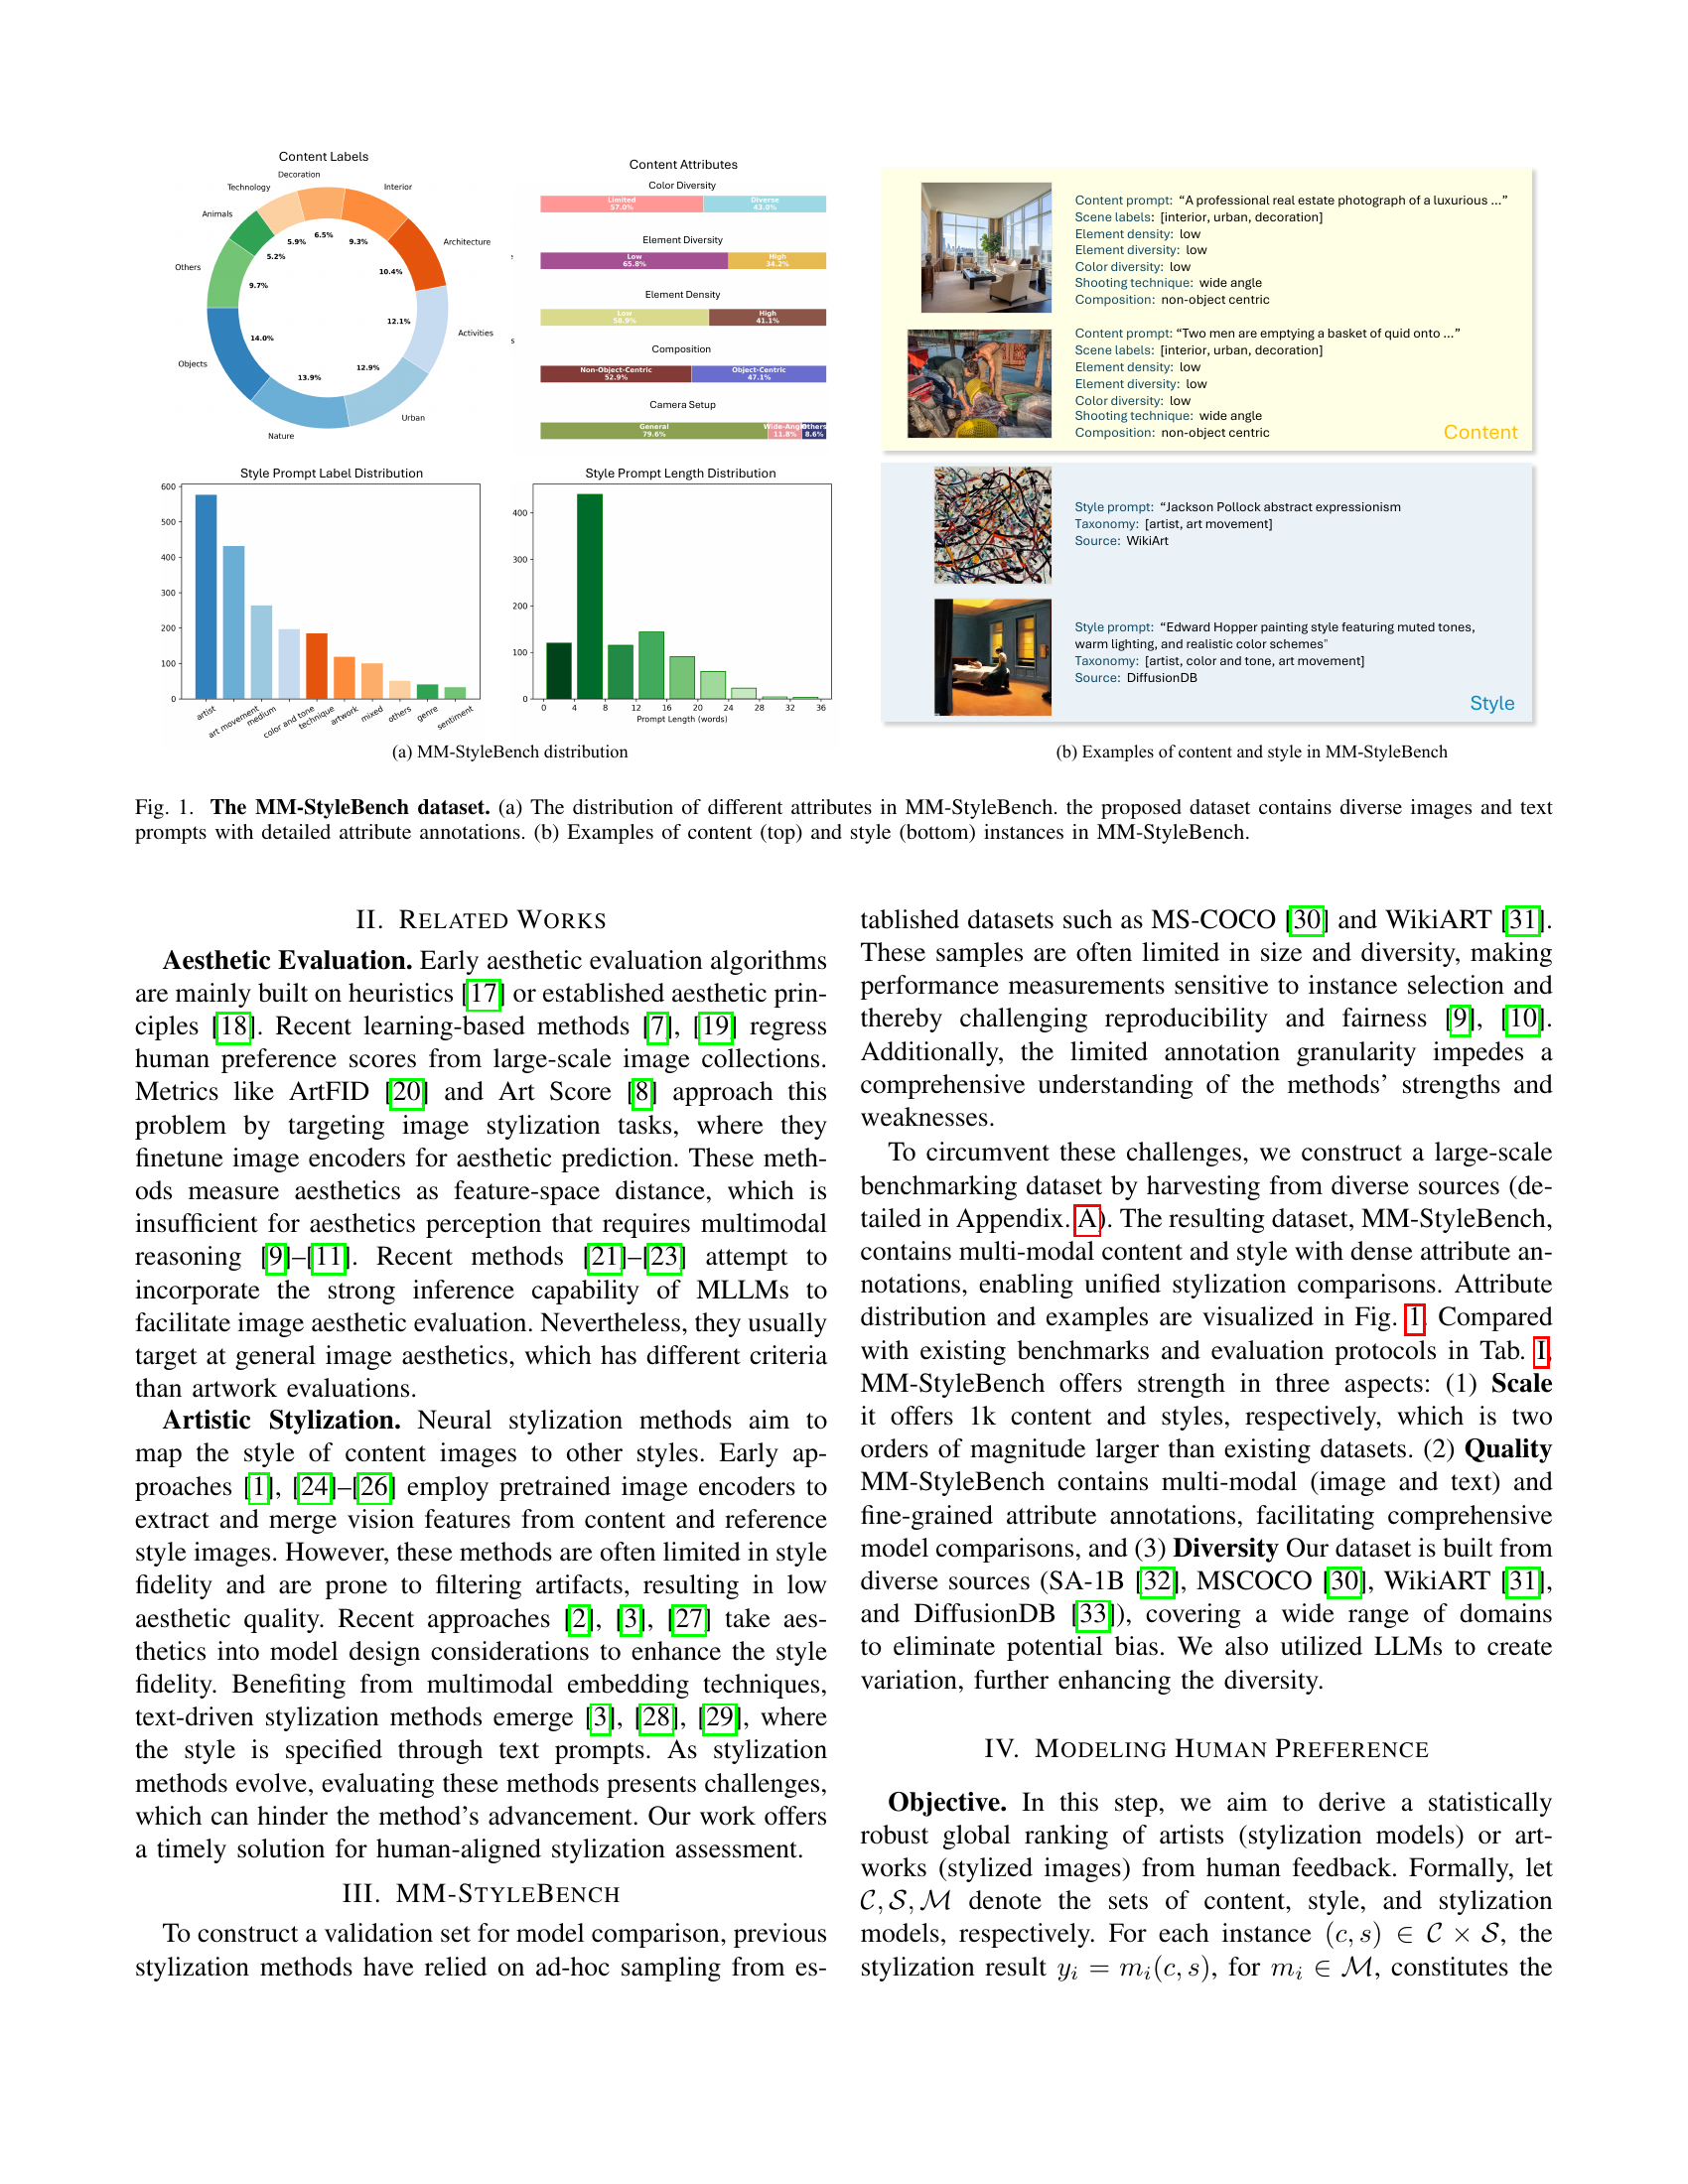 Content Labels
Decoration
Technology
Interior
Animals
Architecture
Others
Activities
Objects
Urban
Nature
5.9%
6.5%
9.3%
5.2%
10.4%
9.7%
12.1%
14.0%
12.9%
13.9%
Content Attributes
Color Diversity
Limited
57.0%
Diverse
43.0%
Element Diversity
Low
65.8%
High
34.2%
Element Density
Low
58.9%
High
41.1%
Composition
Non-Object-Centric
52.9%
Object-Centric
47.1%
Camera Setup
General
79.6%
Wide-Angle
11.8%
Others
8.6%
Style Prompt Label Distribution
600
500
400
300
200
100
0
artist
art movement
medium
color and tone
technique
artwork
mixed
others
genre
sentiment
Style Prompt Length Distribution
400
300
200
100
0
0 4 8 12 16 20 24 28 32 36
Prompt Length (words)
(a) MM-StyleBench distribution
Content prompt: “A professional real estate photograph of a luxurious ...”
Scene labels: [interior, urban, decoration]
Element density: low
Element diversity: low
Color diversity: low
Shooting technique: wide angle
Composition: non-object centric
Content prompt: “Two men are emptying a basket of quid onto ...”
Scene labels: [interior, urban, decoration]
Element density: low
Element diversity: low
Color diversity: low
Shooting technique: wide angle
Composition: non-object centric
Content
Style prompt: “Jackson Pollock abstract expressionism
Taxonomy: [artist, art movement]
Source: WikiArt
Style prompt: “Edward Hopper painting style featuring muted tones,
warm lighting, and realistic color schemes”
Taxonomy: [artist, color and tone, art movement]
Source: DiffusionDB
Style
(b) Examples of content and style in MM-StyleBench
Fig. 1. The MM-StyleBench dataset. (a) The distribution of different attributes in MM-StyleBench. the proposed dataset contains diverse images and text
prompts with detailed attribute annotations. (b) Examples of content (top) and style (bottom) instances in MM-StyleBench.
II. RELATED WORKS
Aesthetic Evaluation. Early aesthetic evaluation algorithms
are mainly built on heuristics [17] or established aesthetic prin-
ciples [18]. Recent learning-based methods [7], [19] regress
human preference scores from large-scale image collections.
Metrics like ArtFID [20] and Art Score [8] approach this
problem by targeting image stylization tasks, where they
finetune image encoders for aesthetic prediction. These meth-
ods measure aesthetics as feature-space distance, which is
insufficient for aesthetics perception that requires multimodal
reasoning [9]–[11]. Recent methods [21]–[23] attempt to
incorporate the strong inference capability of MLLMs to
facilitate image aesthetic evaluation. Nevertheless, they usually
target at general image aesthetics, which has different criteria
than artwork evaluations.
Artistic Stylization. Neural stylization methods aim to
map the style of content images to other styles. Early ap-
proaches [1], [24]–[26] employ pretrained image encoders to
extract and merge vision features from content and reference
style images. However, these methods are often limited in style
fidelity and are prone to filtering artifacts, resulting in low
aesthetic quality. Recent approaches [2], [3], [27] take aes-
thetics into model design considerations to enhance the style
fidelity. Benefiting from multimodal embedding techniques,
text-driven stylization methods emerge [3], [28], [29], where
the style is specified through text prompts. As stylization
methods evolve, evaluating these methods presents challenges,
which can hinder the method’s advancement. Our work offers
a timely solution for human-aligned stylization assessment.
III. MM-STYLEBENCH
To construct a validation set for model comparison, previous
stylization methods have relied on ad-hoc sampling from es-
tablished datasets such as MS-COCO [30] and WikiART [31].
These samples are often limited in size and diversity, making
performance measurements sensitive to instance selection and
thereby challenging reproducibility and fairness [9], [10].
Additionally, the limited annotation granularity impedes a
comprehensive understanding of the methods’ strengths and
weaknesses.
To circumvent these challenges, we construct a large-scale
benchmarking dataset by harvesting from diverse sources (de-
tailed in Appendix. A). The resulting dataset, MM-StyleBench,
contains multi-modal content and style with dense attribute an-
notations, enabling unified stylization comparisons. Attribute
distribution and examples are visualized in Fig. 1. Compared
with existing benchmarks and evaluation protocols in Tab. I,
MM-StyleBench offers strength in three aspects: (1) Scale
it offers 1k content and styles, respectively, which is two
orders of magnitude larger than existing datasets. (2) Quality
MM-StyleBench contains multi-modal (image and text) and
fine-grained attribute annotations, facilitating comprehensive
model comparisons, and (3) Diversity Our dataset is built from
diverse sources (SA-1B [32], MSCOCO [30], WikiART [31],
and DiffusionDB [33]), covering a wide range of domains
to eliminate potential bias. We also utilized LLMs to create
variation, further enhancing the diversity.
IV. MODELING HUMAN PREFERENCE
Objective. In this step, we aim to derive a statistically
robust global ranking of artists (stylization models) or art-
works (stylized images) from human feedback. Formally, let
𝒞, 𝒮, ℳ denote the sets of content, style, and stylization
models, respectively. For each instance (c, s) ∈ 𝒞 × 𝒮, the
stylization result yᵢ = mᵢ(c, s), for mᵢ ∈ ℳ, constitutes the